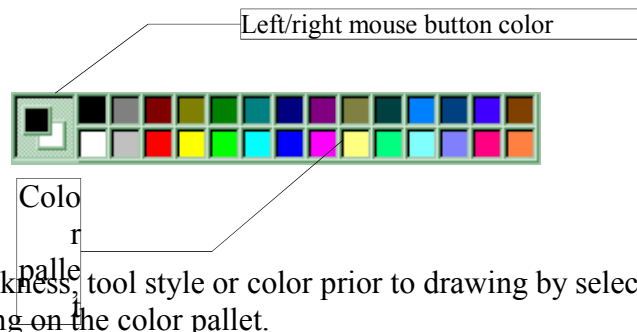 Left/right mouse button color
Colo
r
palle
t
kness, tool style or color prior to drawing by selec
ng on the color pallet.